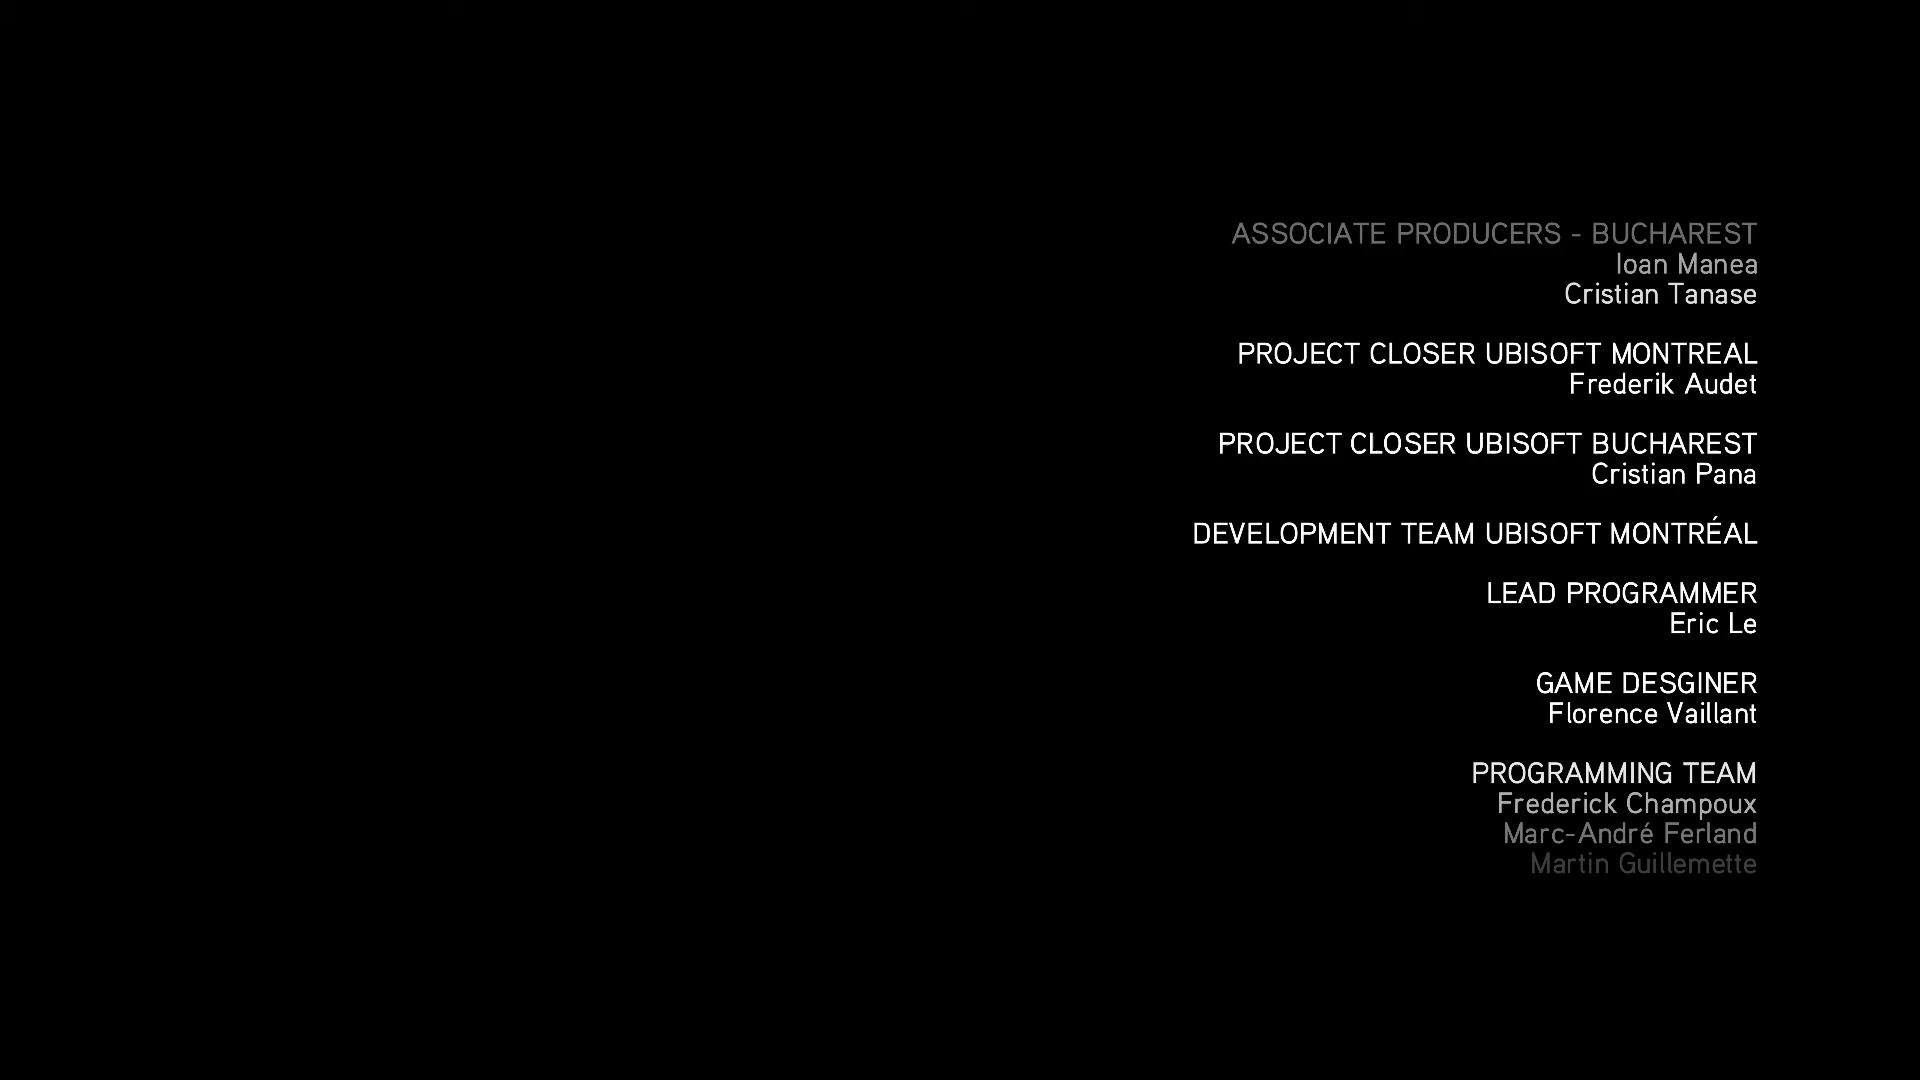 ASSOCIATE PRODUCERS - BUCHAREST
Ioan Manea
Cristian Tanase
PROJECT CLOSER UBISOFT MONTREAL
Frederik Audet
PROJECT CLOSER UBISOFT BUCHAREST
Cristian Pana
DEVELOPMENT TEAM UBISOFT MONTRÉAL
LEAD PROGRAMMER
Eric Le
GAME DESGINER
Florence Vaillant
PROGRAMMING TEAM
Frederick Champoux
Marc-André Ferland
Martin Guillemette